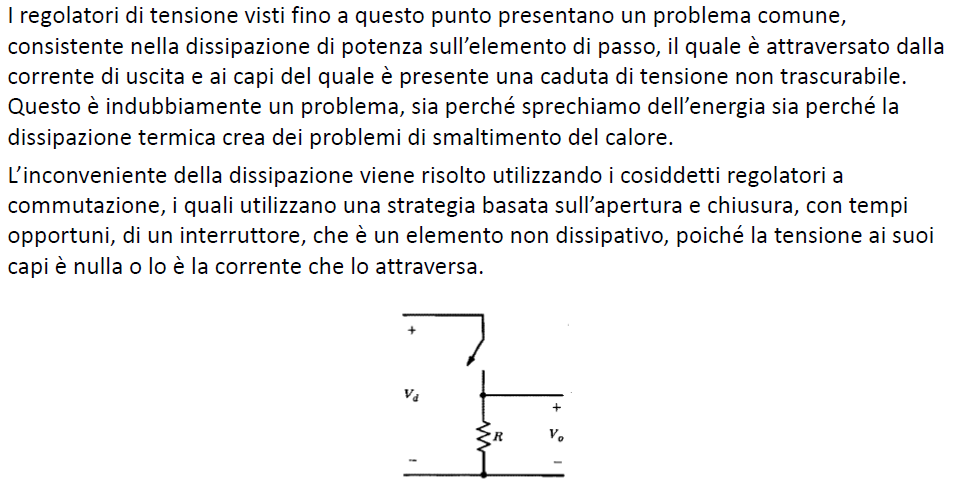 I regolatori di tensione visti fino a questo punto presentano un problema comune,
consistente nella dissipazione di potenza sull’elemento di passo, il quale è attraversato dalla
corrente di uscita e ai capi del quale è presente una caduta di tensione non trascurabile.
Questo è indubbiamente un problema, sia perché sprechiamo dell’energia sia perché la
dissipazione termica crea dei problemi di smaltimento del calore.
L’inconveniente della dissipazione viene risolto utilizzando i cosiddetti regolatori a
commutazione, i quali utilizzano una strategia basata sull’apertura e chiusura, con tempi
opportuni, di un interruttore, che è un elemento non dissipativo, poiché la tensione ai suoi
capi è nulla o lo è la corrente che lo attraversa.
+
Vd
+
R
Vo
−
−